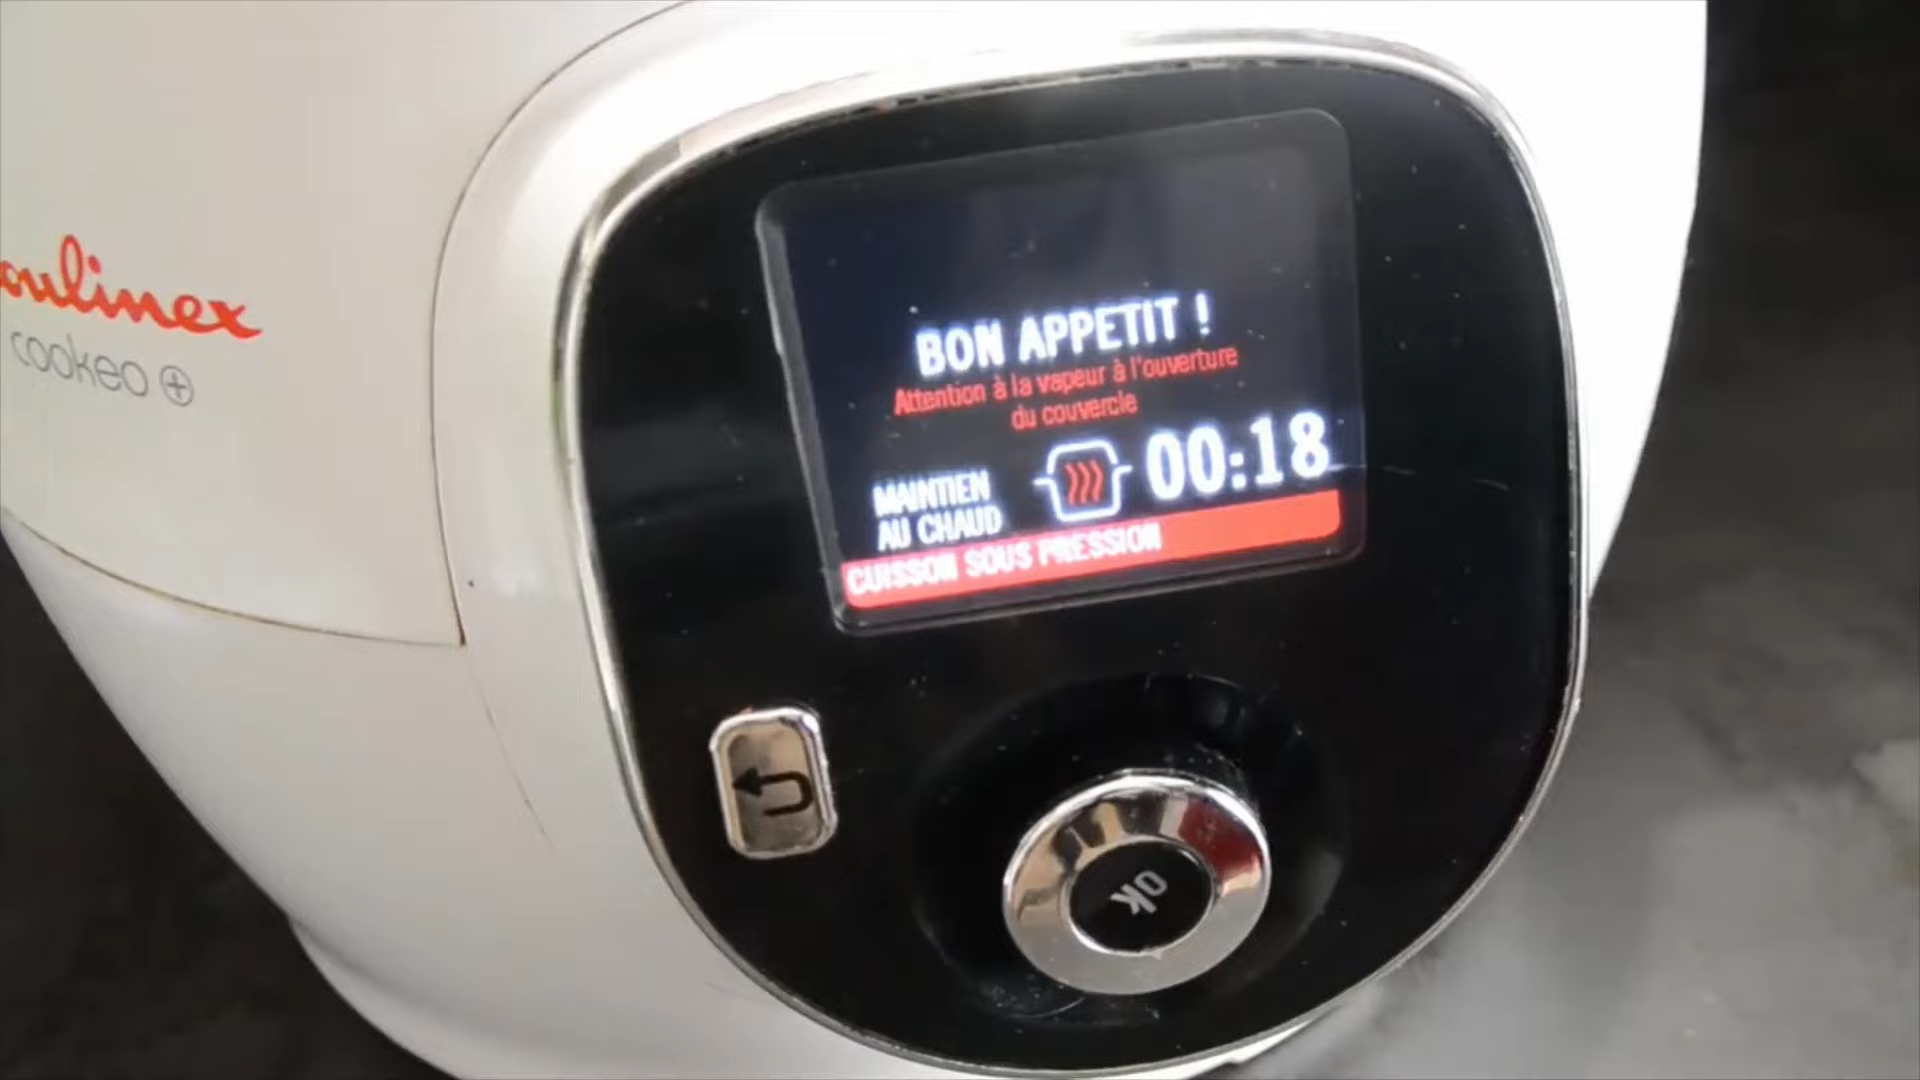 oulinex
cookeo +
BON APPETIT !
Attention à la vapeur à l'ouverture
du couvercle
MAINTIEN
AU CHAUD
00:18
CUISSON SOUS PRESSION
OK